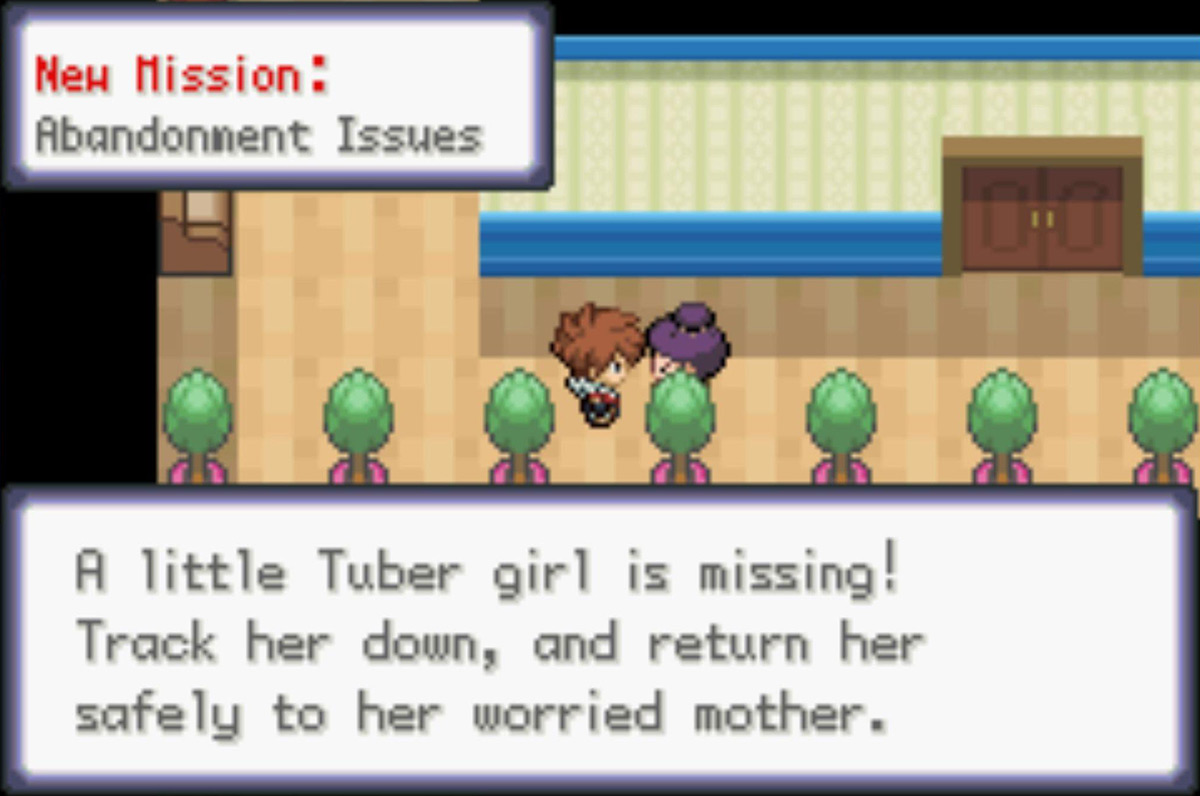 New Mission:
Abandonment Issues
A little Tuber girl is missing!
Track her down, and return her
safely to her worried mother.